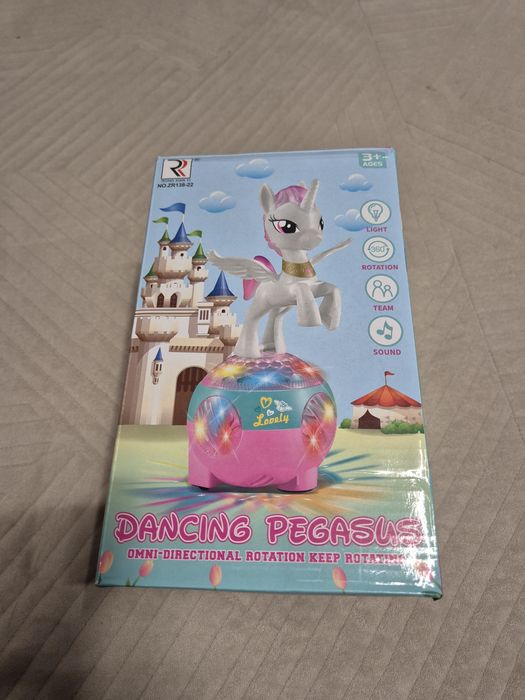 NO.ZR138-22
3+
AGES
LIGHT
360°
ROTATION
TEAM
SOUND
Lovely
DANCING PEGASUS
OMNI-DIRECTIONAL ROTATION KEEP ROTATING